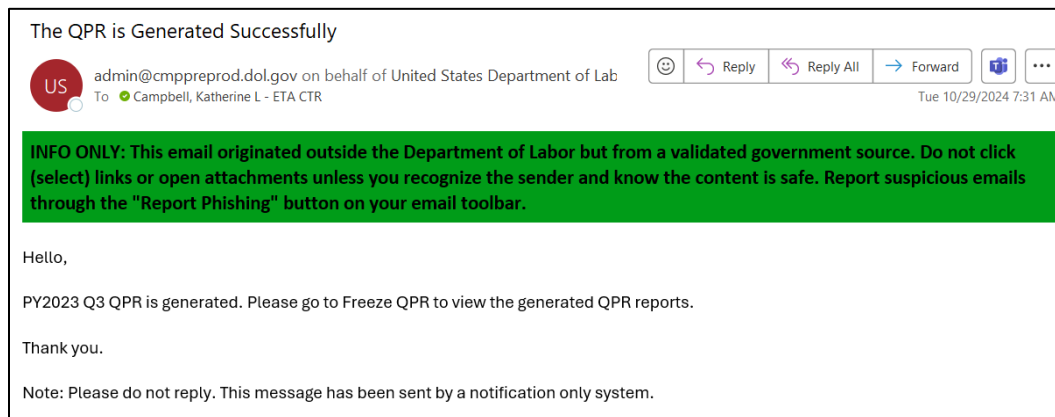 The QPR is Generated Successfully
US
admin@cmppreprod.dol.gov on behalf of United States Department of Lab
Reply
Reply All
Forward
To Campbell, Katherine L - ETA CTR
Tue 10/29/2024 7:31 AM
INFO ONLY: This email originated outside the Department of Labor but from a validated government source. Do not click
(select) links or open attachments unless you recognize the sender and know the content is safe. Report suspicious emails
through the "Report Phishing" button on your email toolbar.
Hello,
PY2023 Q3 QPR is generated. Please go to Freeze QPR to view the generated QPR reports.
Thank you.
Note: Please do not reply. This message has been sent by a notification only system.